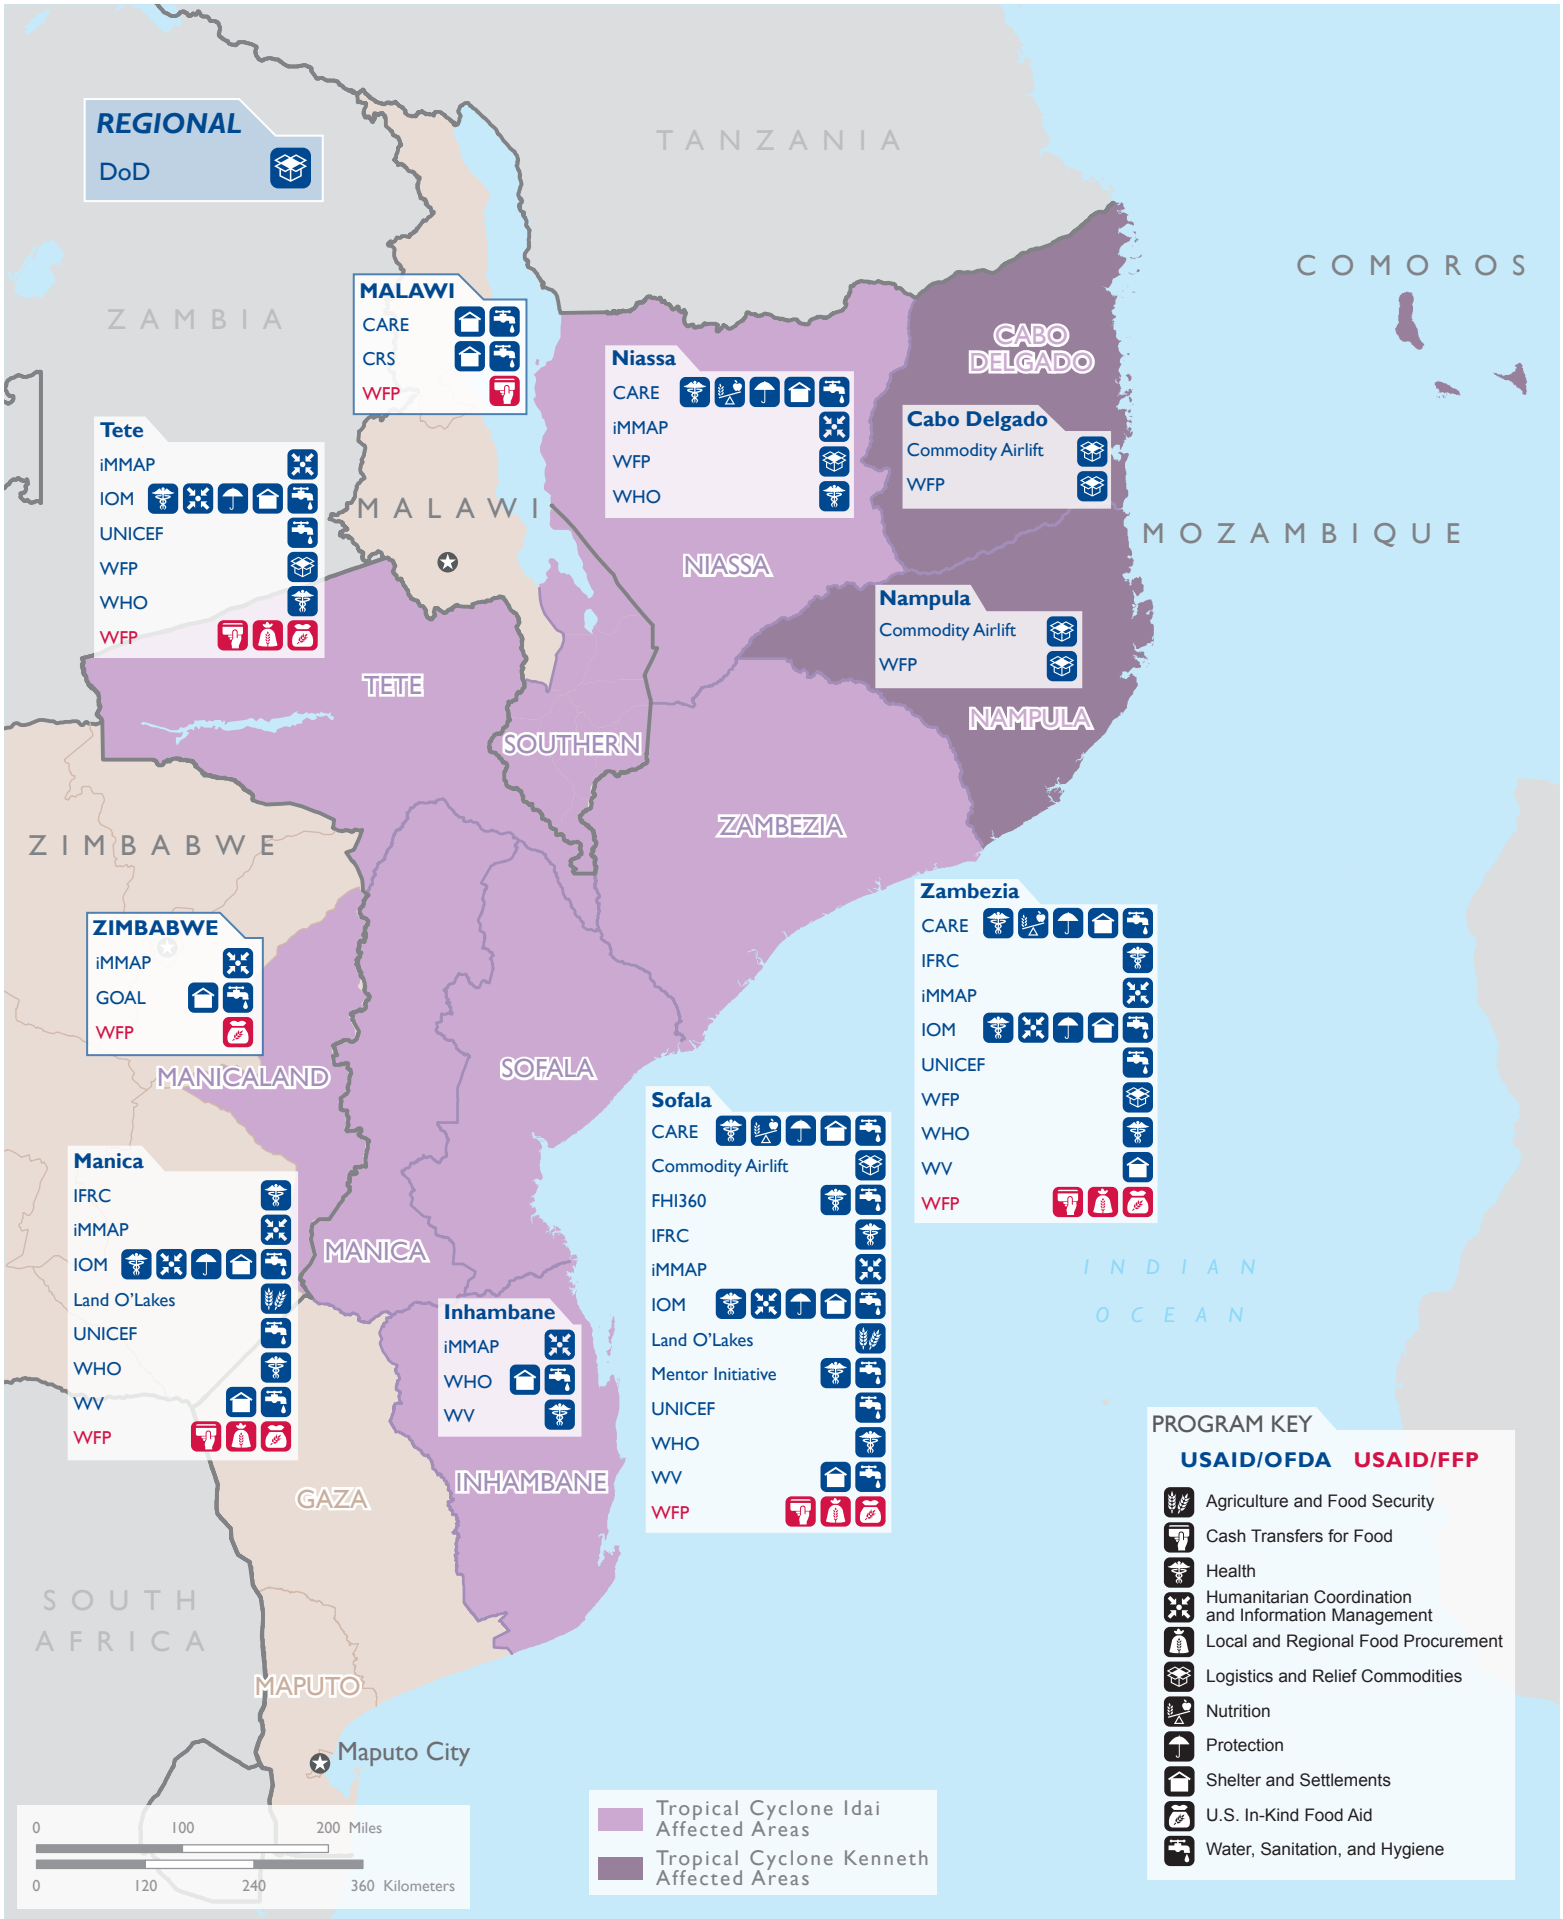 REGIONAL
DoD
TANZANIA
COMOROS
ZAMBIA
MALAWI
CARE
CRS
WFP
CABO
DELGADO
Niassa
CARE
iMMAP
WFP
WHO
Cabo Delgado
Commodity Airlift
WFP
Tete
iMMAP
IOM
UNICEF
WFP
WHO
WFP
MALAWI
MOZAMBIQUE
NIASSA
Nampula
Commodity Airlift
WFP
TETE
NAMPULA
SOUTHERN
ZAMBEZIA
ZIMBABWE
Zambezia
CARE
IFRC
iMMAP
IOM
UNICEF
WFP
WHO
WV
WFP
ZIMBABWE
iMMAP
GOAL
WFP
MANICALAND
SOFALA
Sofala
CARE
Commodity Airlift
FHI360
IFRC
iMMAP
IOM
Land O'Lakes
Mentor Initiative
UNICEF
WHO
WV
WFP
Manica
IFRC
iMMAP
IOM
Land O'Lakes
UNICEF
WHO
WV
WFP
MANICA
INDIAN
OCEAN
Inhambane
iMMAP
WHO
WV
INHAMBANE
GAZA
PROGRAM KEY
USAID/OFDA USAID/FFP
Agriculture and Food Security
Cash Transfers for Food
Health
Humanitarian Coordination
and Information Management
Local and Regional Food Procurement
Logistics and Relief Commodities
Nutrition
Protection
Shelter and Settlements
U.S. In-Kind Food Aid
Water, Sanitation, and Hygiene
SOUTH
AFRICA
MAPUTO
Maputo City
0 100 200 Miles
0 120 240 360 Kilometers
Tropical Cyclone Idai
Affected Areas
Tropical Cyclone Kenneth
Affected Areas